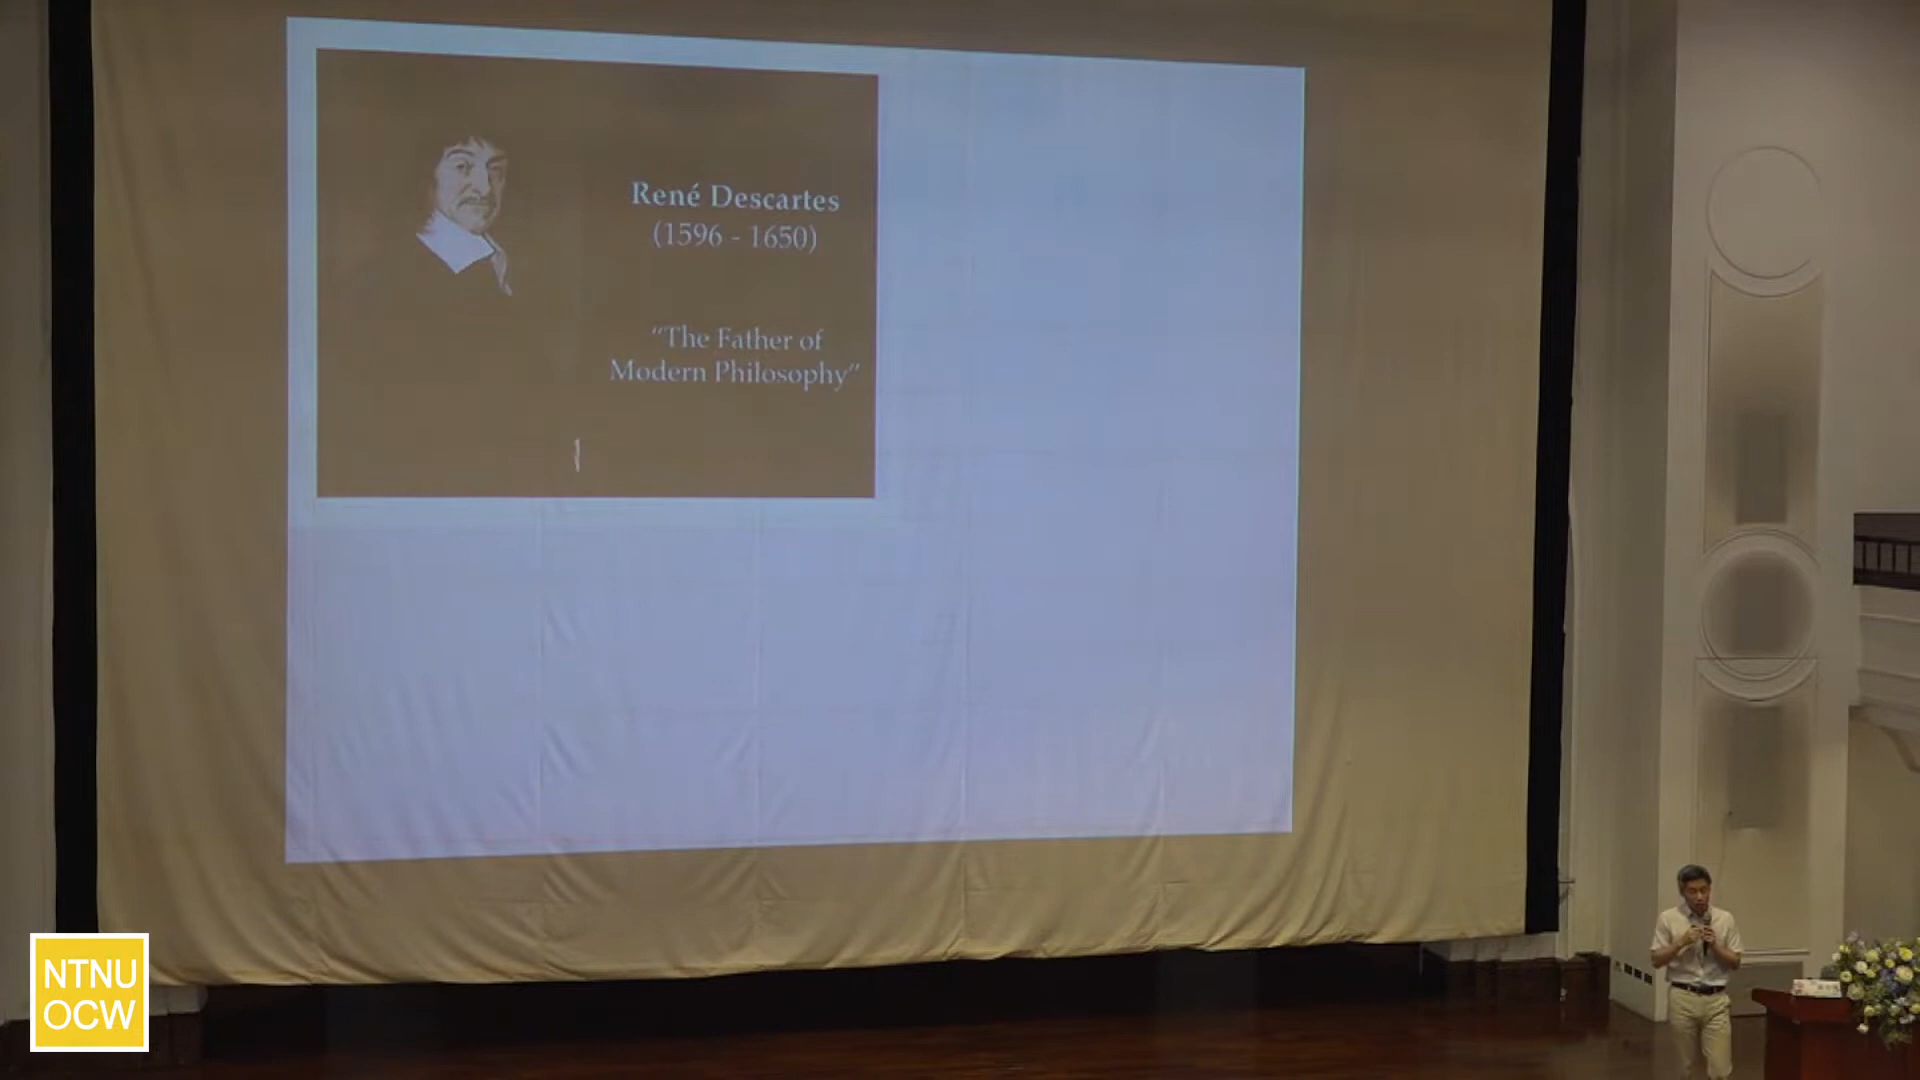 René Descartes
(1596 - 1650)
“The Father of
Modern Philosophy”
NTNU
OCW